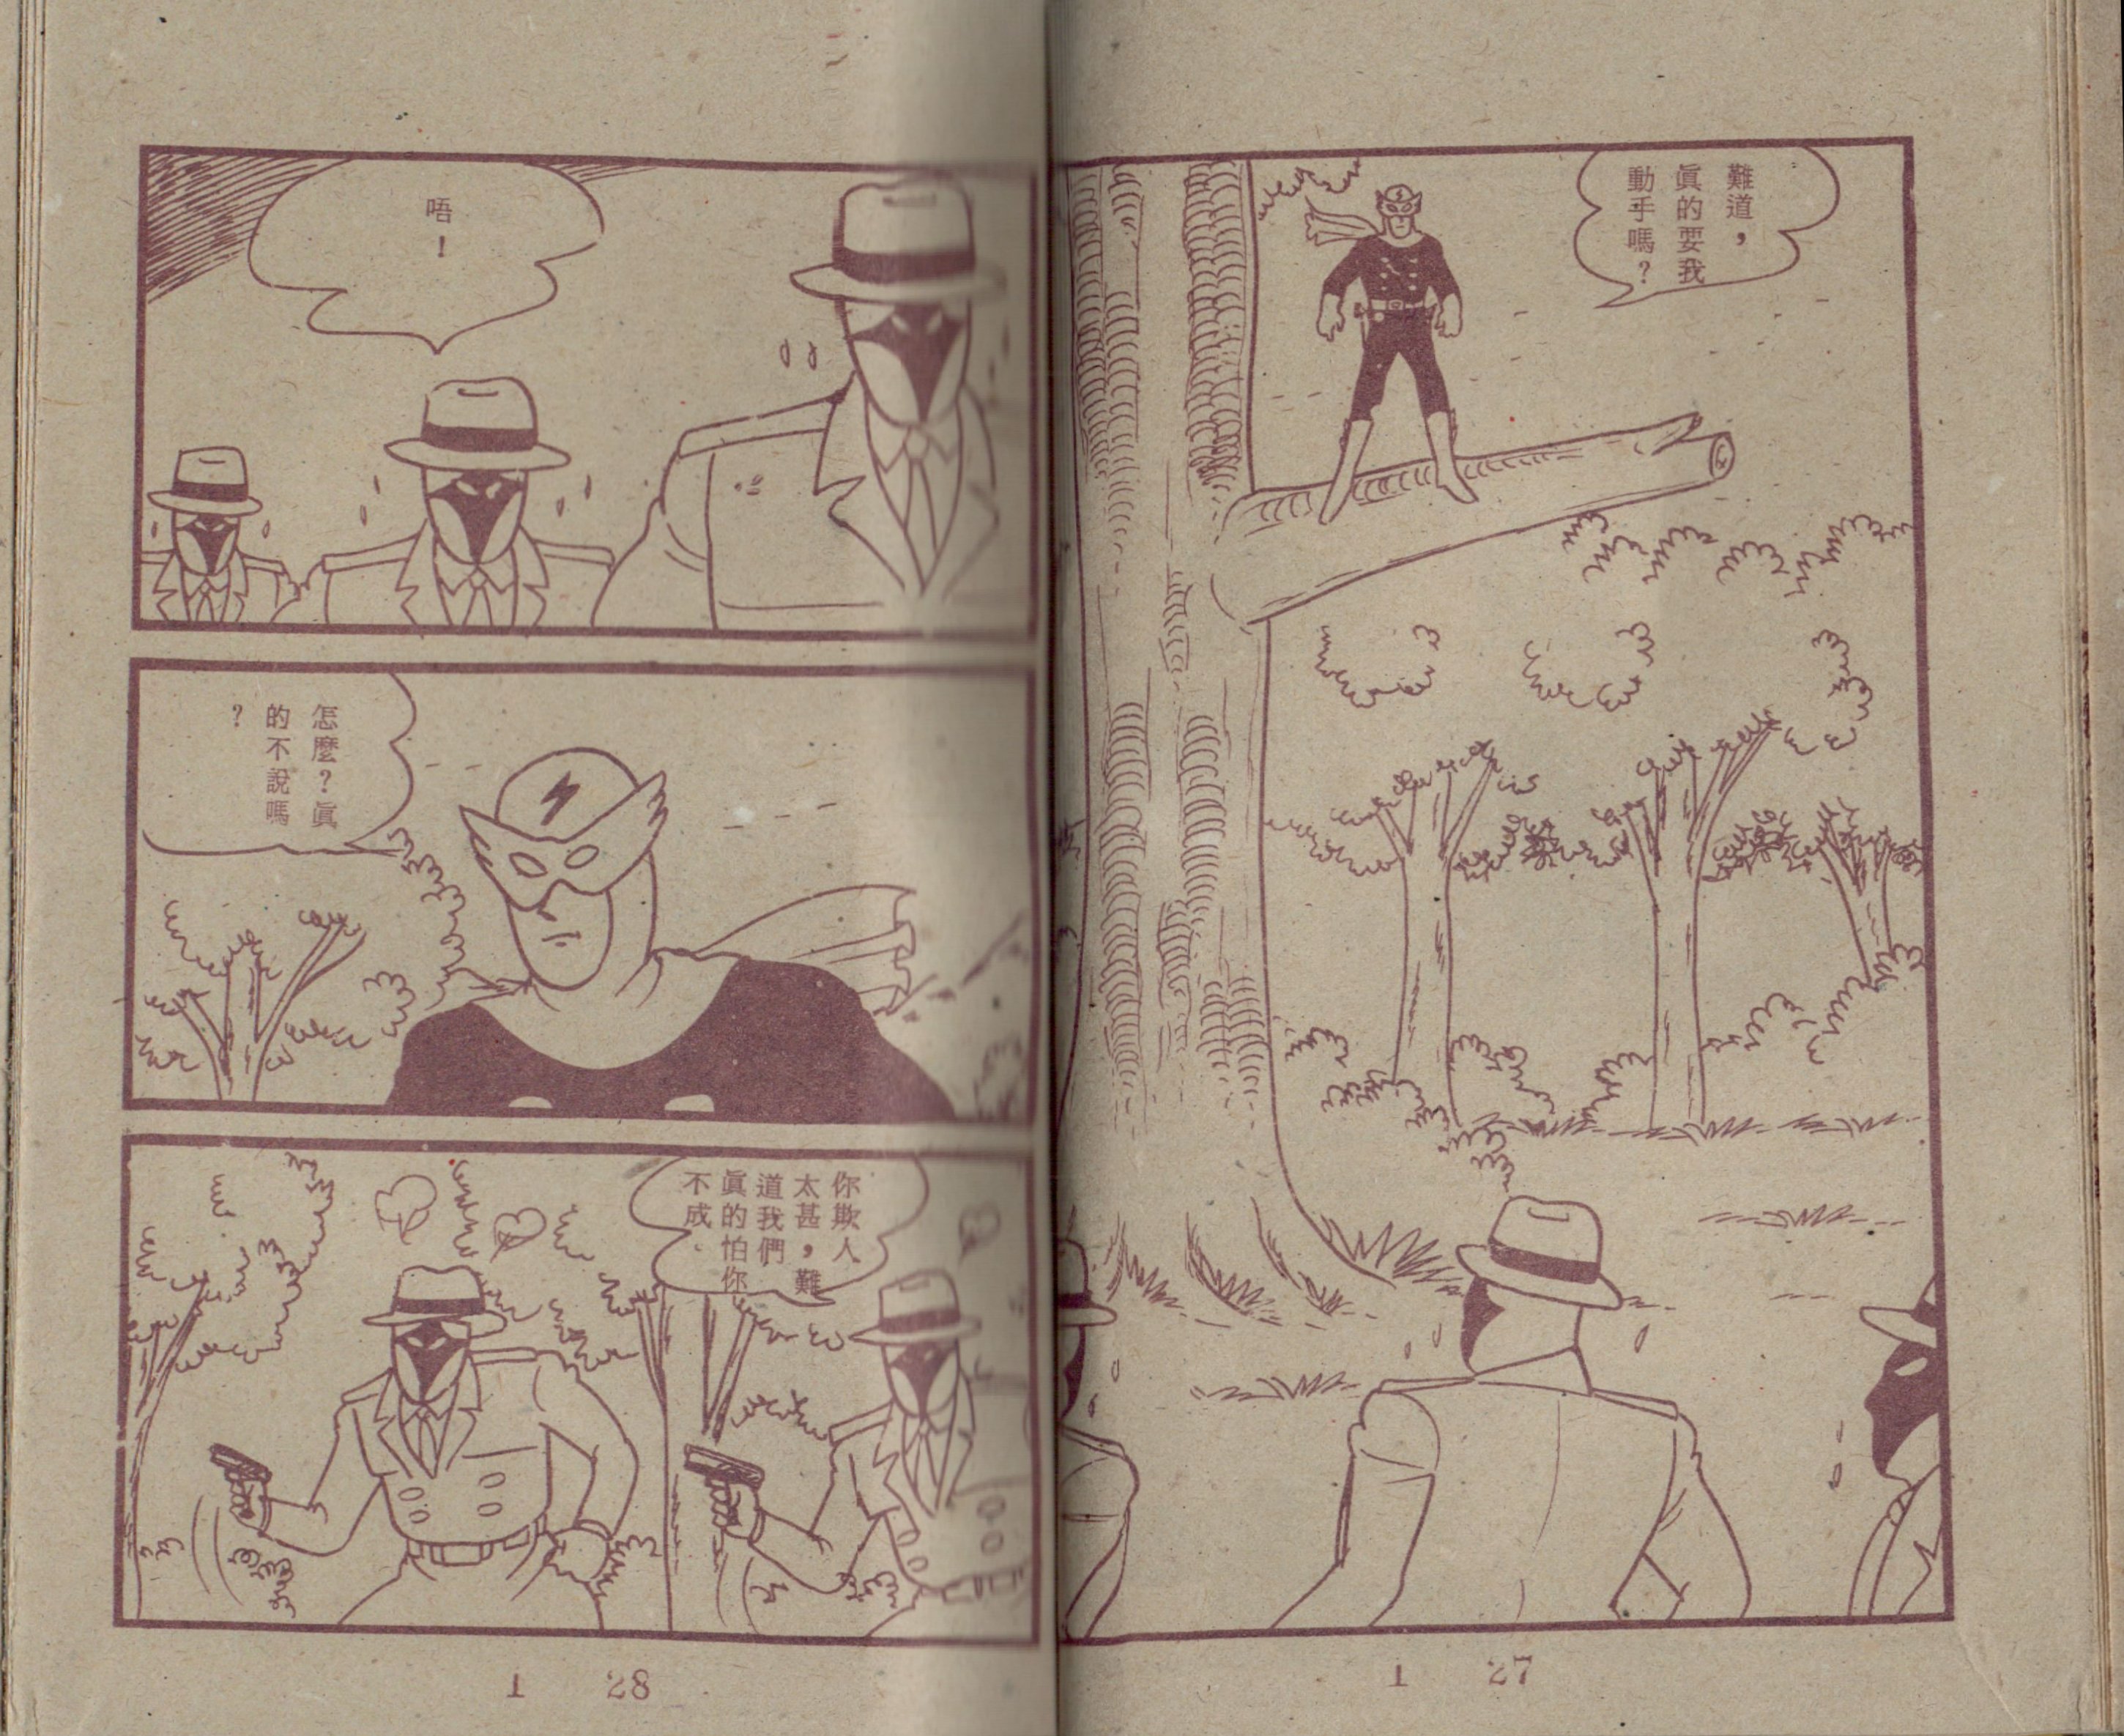 難道，
眞的要我
動手嗎？
1 27
唔！
怎麼？眞
的不說嗎
？
你欺人
太甚，難
道我們
眞的怕你
不成
1 28